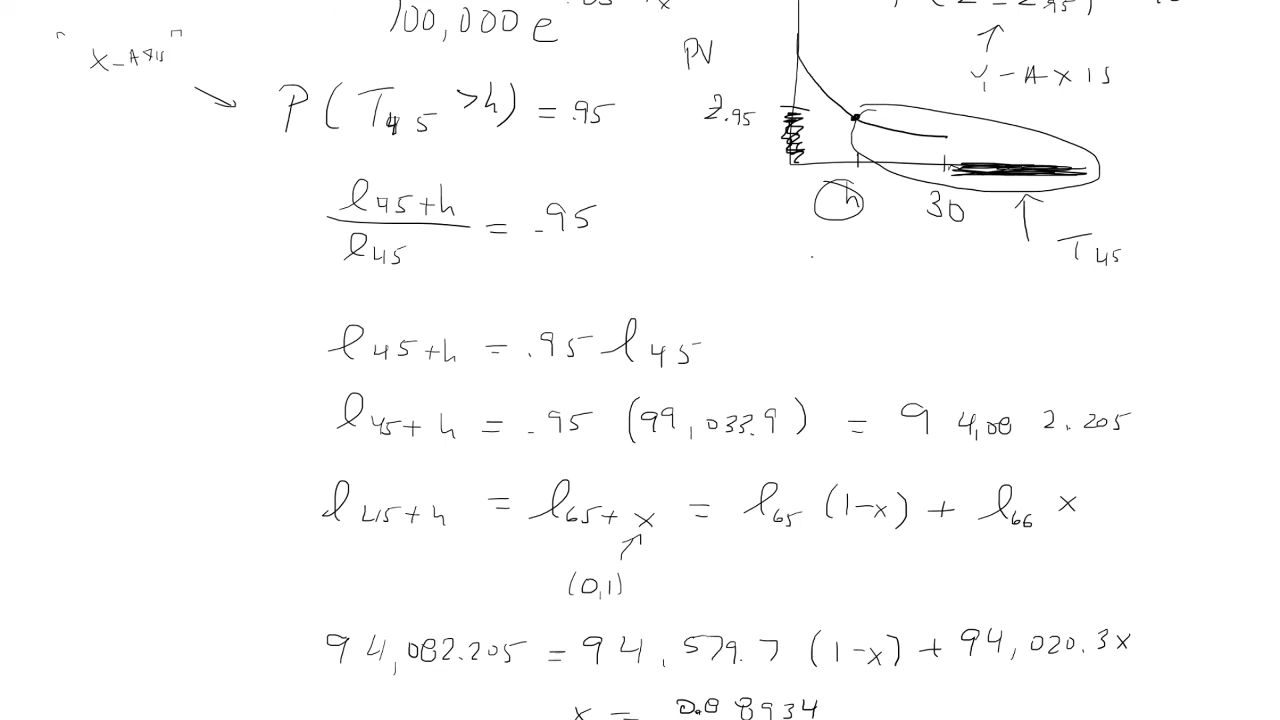 100,000 e
"X-AXIS"
P(T45 >h) = .95
l45+h / l45 = .95
l45+h = .95 l45
l45+h = .95 (99,033.9) = 94,082.205
l45+h = l65+x = l65 (1-x) + l66 x
(0,1)
94,082.205 = 94,579.7 (1-x) + 94,020.3x
x = 0.88934
PV
Y-AXIS
Z.95
h
30
T45